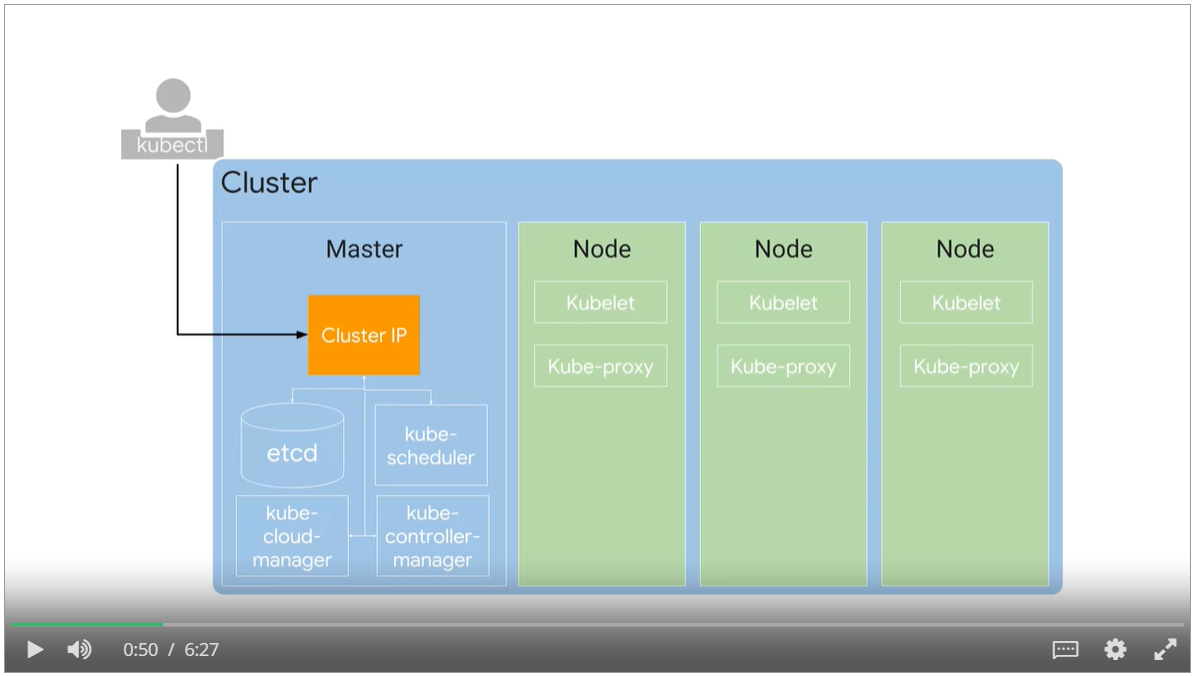 kubectl
Cluster
Master
Cluster IP
etcd
kube-
scheduler
kube-
cloud-
manager
kube-
controller-
manager
Node
Kubelet
Kube-proxy
Node
Kubelet
Kube-proxy
Node
Kubelet
Kube-proxy
0:50 / 6:27